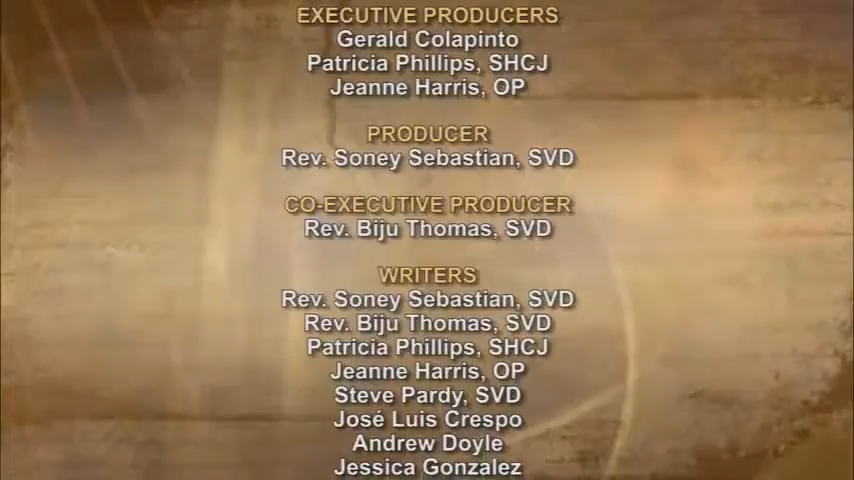 EXECUTIVE PRODUCERS
Gerald Colapinto
Patricia Phillips, SHCJ
Jeanne Harris, OP
PRODUCER
Rev. Soney Sebastian, SVD
CO-EXECUTIVE PRODUCER
Rev. Biju Thomas, SVD
WRITERS
Rev. Soney Sebastian, SVD
Rev. Biju Thomas, SVD
Patricia Phillips, SHCJ
Jeanne Harris, OP
Steve Pardy, SVD
José Luis Crespo
Andrew Doyle
Jessica Gonzalez